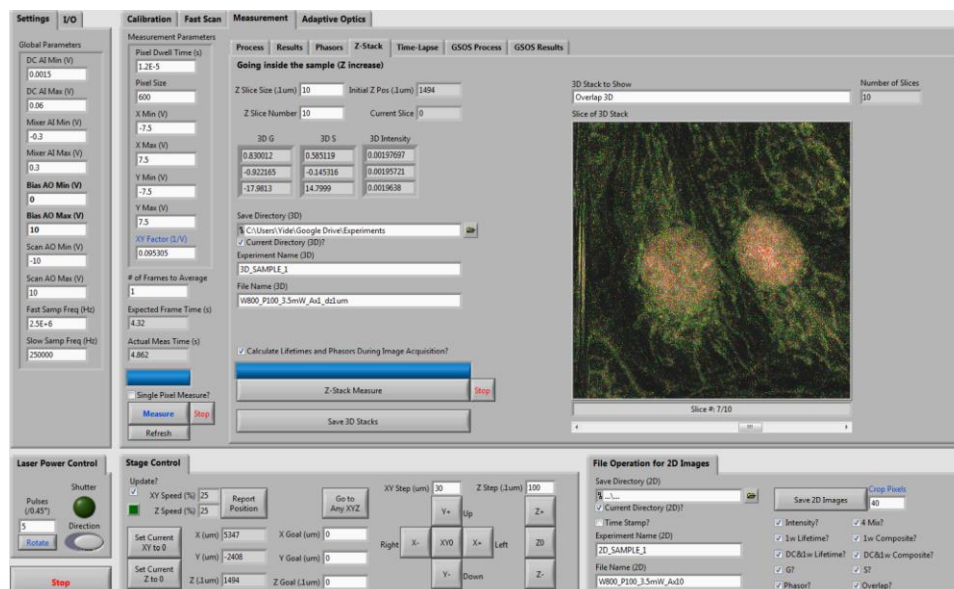 Settings I/O
Global Parameters
DC AI Min (V)
0.0015
DC AI Max (V)
0.06
Mixer AI Min (V)
-0.3
Mixer AI Max (V)
0.3
Bias AO Min (V)
0
Bias AO Max (V)
10
Scan AO Min (V)
-10
Scan AO Max (V)
10
Fast Samp Freq (Hz)
2.5E+6
Slow Samp Freq (Hz)
250000
Calibration Fast Scan Measurement Adaptive Optics
Measurement Parameters
Pixel Dwell Time (s)
1.2E-5
Pixel Size
600
X Min (V)
-7.5
X Max (V)
7.5
Y Min (V)
-7.5
Y Max (V)
7.5
XY Factor (1/V)
0.095305
# of Frames to Average
1
Expected Frame Time (s)
4.32
Actual Meas Time (s)
4.862
Single Pixel Measure?
Measure Stop
Refresh
Process Results Phasors Z-Stack Time-Lapse GSOS Process GSOS Results
Going inside the sample (Z increase)
Z Slice Size (.1um) 10 Initial Z Pos (.1um) 1494
Z Slice Number 10 Current Slice 0
3D G 3D S 3D Intensity
0.830012 0.585119 0.00197697
-0.922165 -0.145316 0.00195721
-17.9813 14.7999 0.0019638
Save Directory (3D)
C:\Users\Yide\Google Drive\Experiments
Current Directory (3D)?
Experiment Name (3D)
3D_SAMPLE_1
File Name (3D)
W800_P100_3.5mW_Ax1_dz1um
Calculate Lifetimes and Phasors During Image Acquisition?
Z-Stack Measure Stop
Save 3D Stacks
3D Stack to Show Number of Slices
Overlap 3D 10
Slice of 3D Stack
Slice #: 7/10
Laser Power Control
Shutter
Pulses
(/0.45°)
5 Direction
Rotate
Stop
Stage Control
Update?
XY Speed (%) 25
Z Speed (%) 25
Report
Position
Go to
Any XYZ
XY Step (um) 30 Z Step (.1um) 100
Set Current
XY to 0
X (um) 5347 X Goal (um) 0
Y (um) -2408 Y Goal (um) 0
Set Current
Z to 0
Z (.1um) 1494 Z Goal (.1um) 0
Y+ Up Z+
Right X- XY0 X+ Left Z0
Y- Down Z-
File Operation for 2D Images
Save Directory (2D)
..\...
Current Directory (2D)?
Time Stamp?
Experiment Name (2D)
2D_SAMPLE_1
File Name (2D)
W800_P100_3.5mW_Ax10
Save 2D Images
Crop Pixels
40
Intensity? 4 Mix?
1w Lifetime? 1w Composite?
DC&1w Lifetime? DC&1w Composite?
G? S?
Phasor? Overlap?